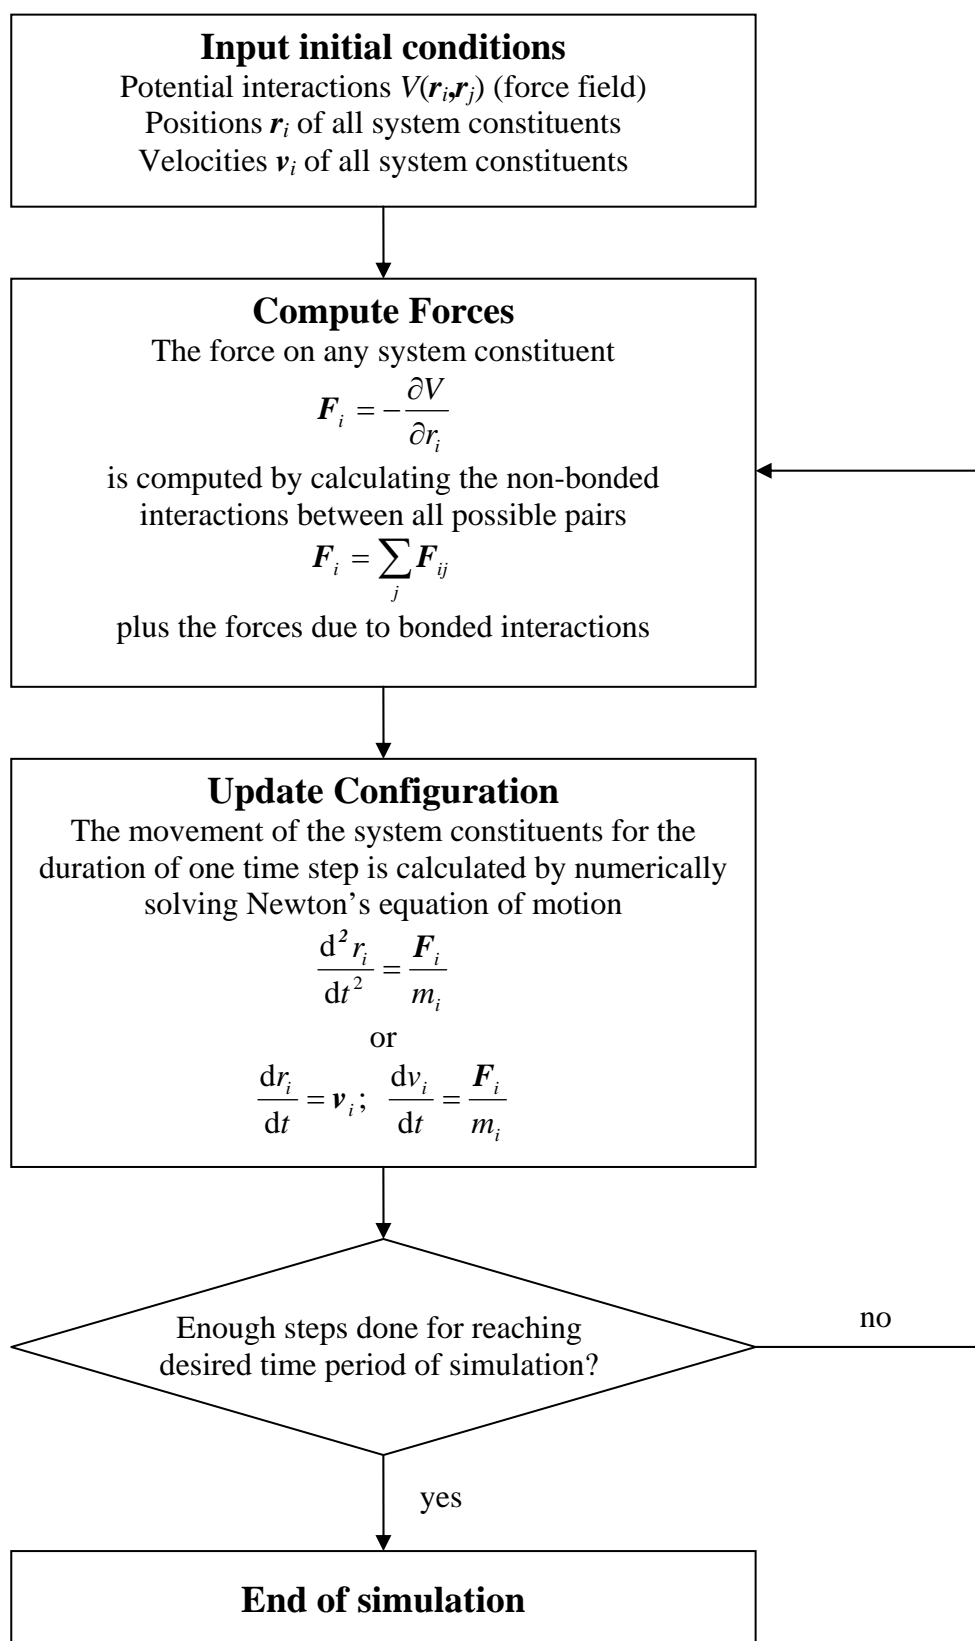 Input initial conditions
Potential interactions V(rᵢ,rⱼ) (force field)
Positions rᵢ of all system constituents
Velocities vᵢ of all system constituents
Compute Forces
The force on any system constituent
Fᵢ = −∂V/∂rᵢ
is computed by calculating the non-bonded
interactions between all possible pairs
Fᵢ = ∑ⱼ Fᵢⱼ
plus the forces due to bonded interactions
Update Configuration
The movement of the system constituents for the
duration of one time step is calculated by numerically
solving Newton's equation of motion
d²rᵢ/dt² = Fᵢ/mᵢ
or
drᵢ/dt = vᵢ; dvᵢ/dt = Fᵢ/mᵢ
Enough steps done for reaching
desired time period of simulation?
no
yes
End of simulation